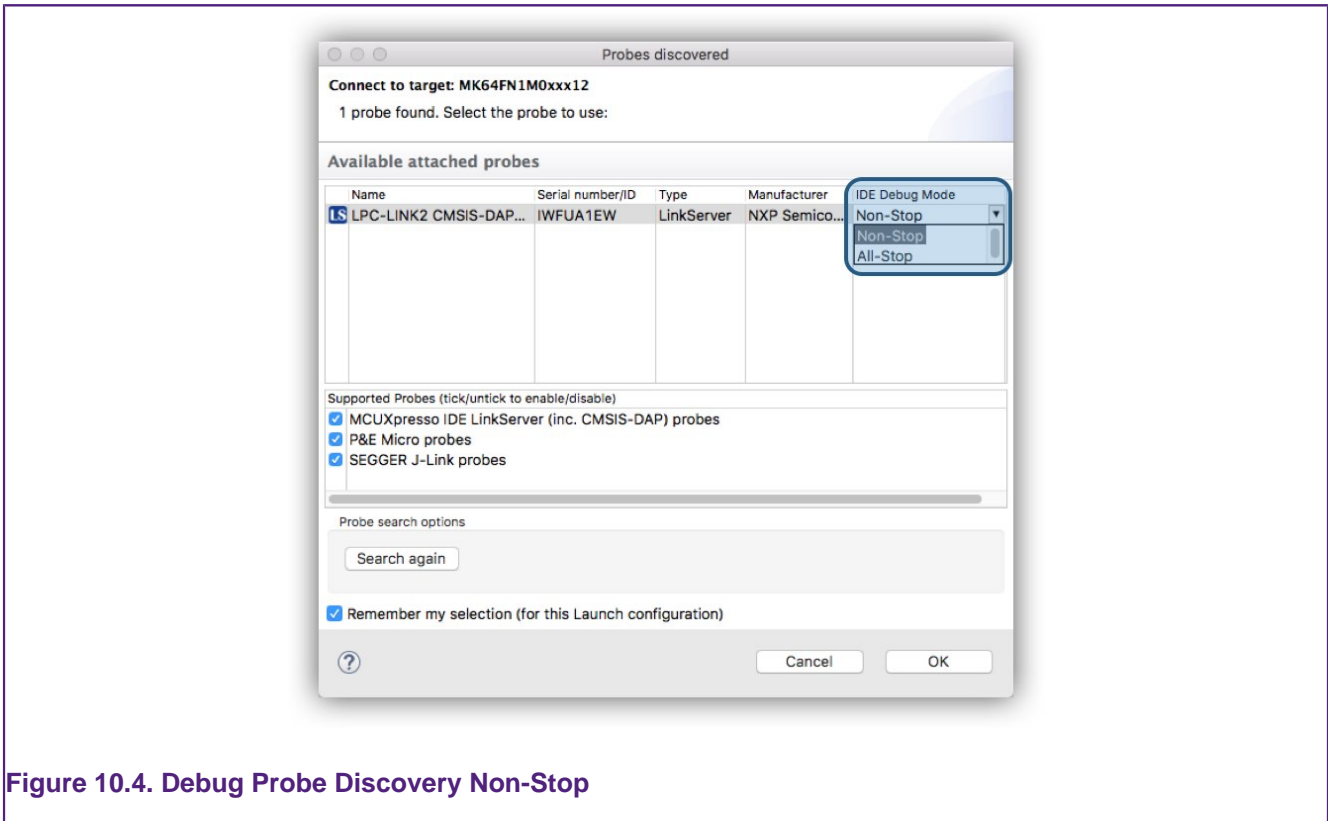 Probes discovered
Connect to target: MK64FN1M0xxx12
1 probe found. Select the probe to use:
Available attached probes
Name Serial number/ID Type Manufacturer IDE Debug Mode
LS LPC-LINK2 CMSIS-DAP... IWFUA1EW LinkServer NXP Semico... Non-Stop
Non-Stop
All-Stop
Supported Probes (tick/untick to enable/disable)
MCUXpresso IDE LinkServer (inc. CMSIS-DAP) probes
P&E Micro probes
SEGGER J-Link probes
Probe search options
Search again
Remember my selection (for this Launch configuration)
? Cancel OK
Figure 10.4. Debug Probe Discovery Non-Stop